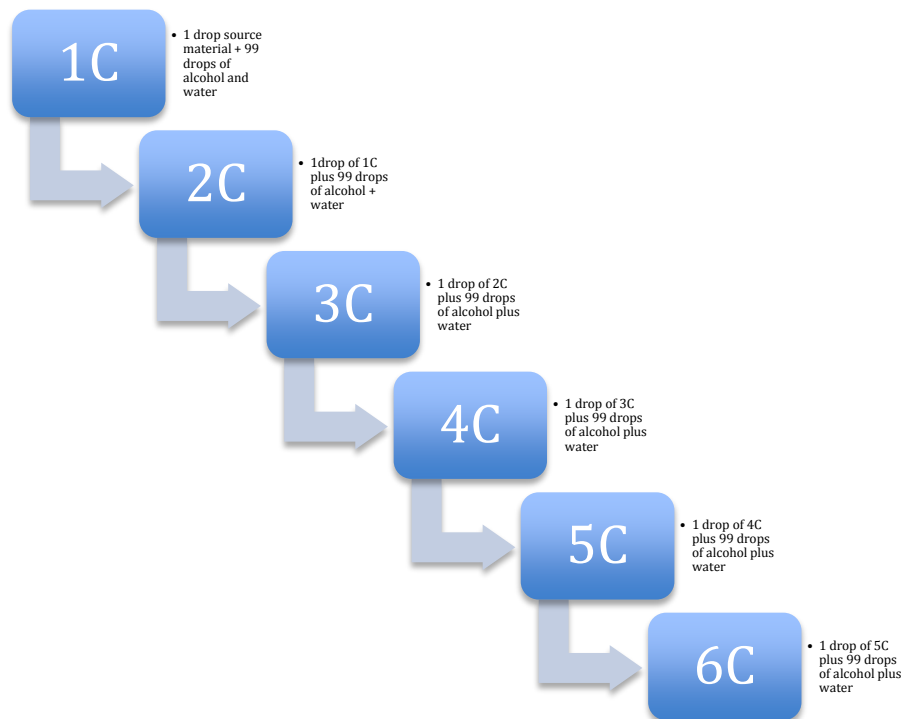 1C
• 1 drop source
material + 99
drops of
alcohol and
water
2C
• 1drop of 1C
plus 99 drops
of alcohol +
water
3C
• 1 drop of 2C
plus 99 drops
of alcohol plus
water
4C
• 1 drop of 3C
plus 99 drops
of alcohol plus
water
5C
• 1 drop of 4C
plus 99 drops
of alcohol plus
water
6C
• 1 drop of 5C
plus 99 drops
of alcohol plus
water